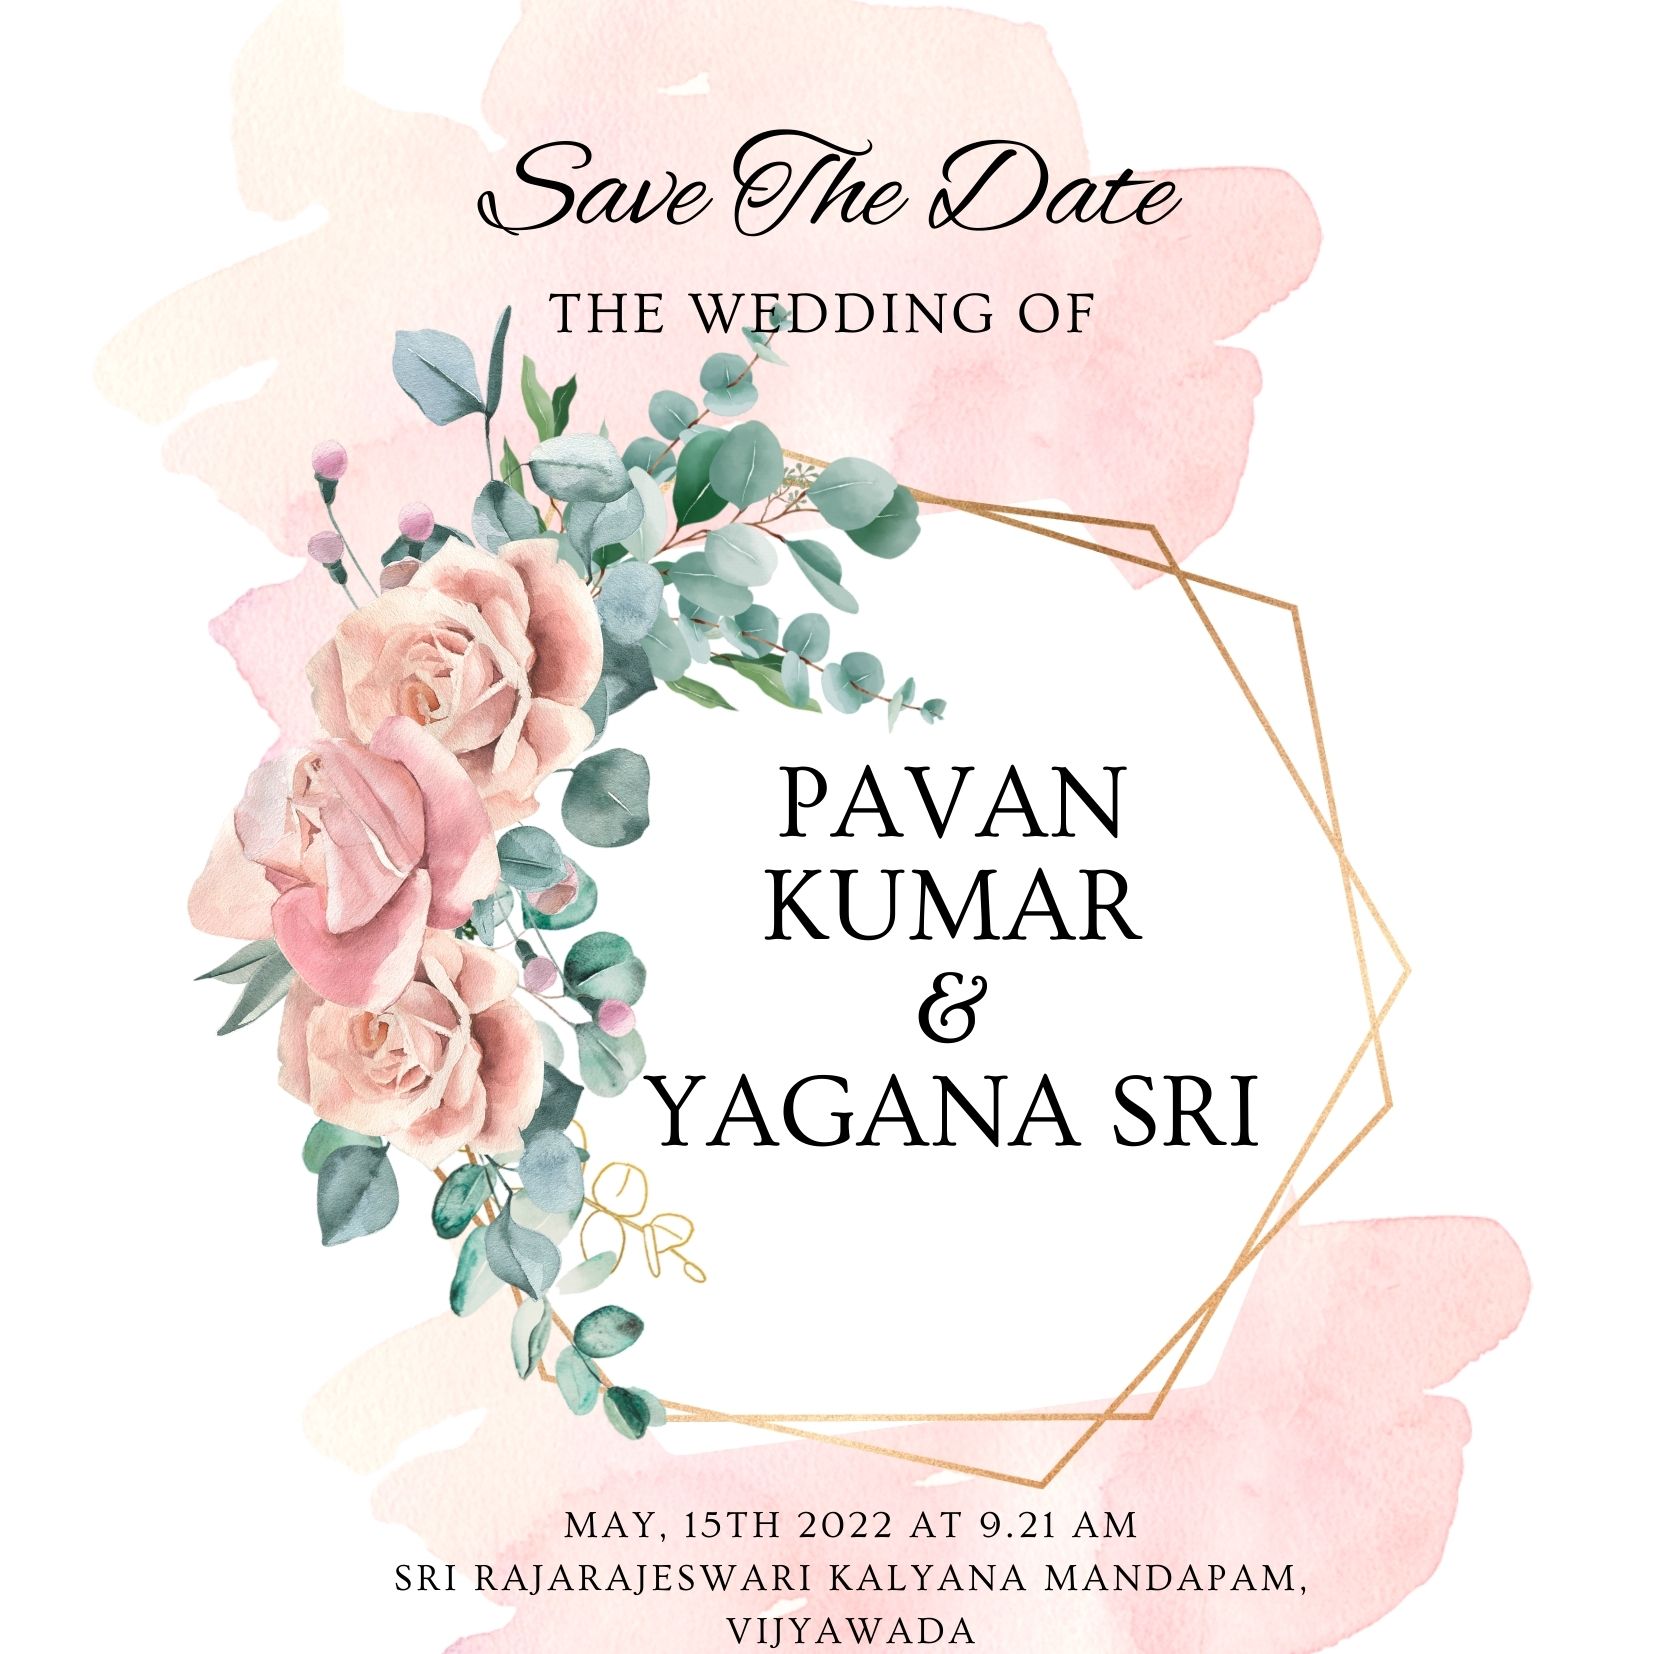 Save The Date
THE WEDDING OF
PAVAN
KUMAR
&
YAGANA SRI
MAY, 15TH 2022 AT 9.21 AM
SRI RAJARAJESWARI KALYANA MANDAPAM,
VIJYAWADA